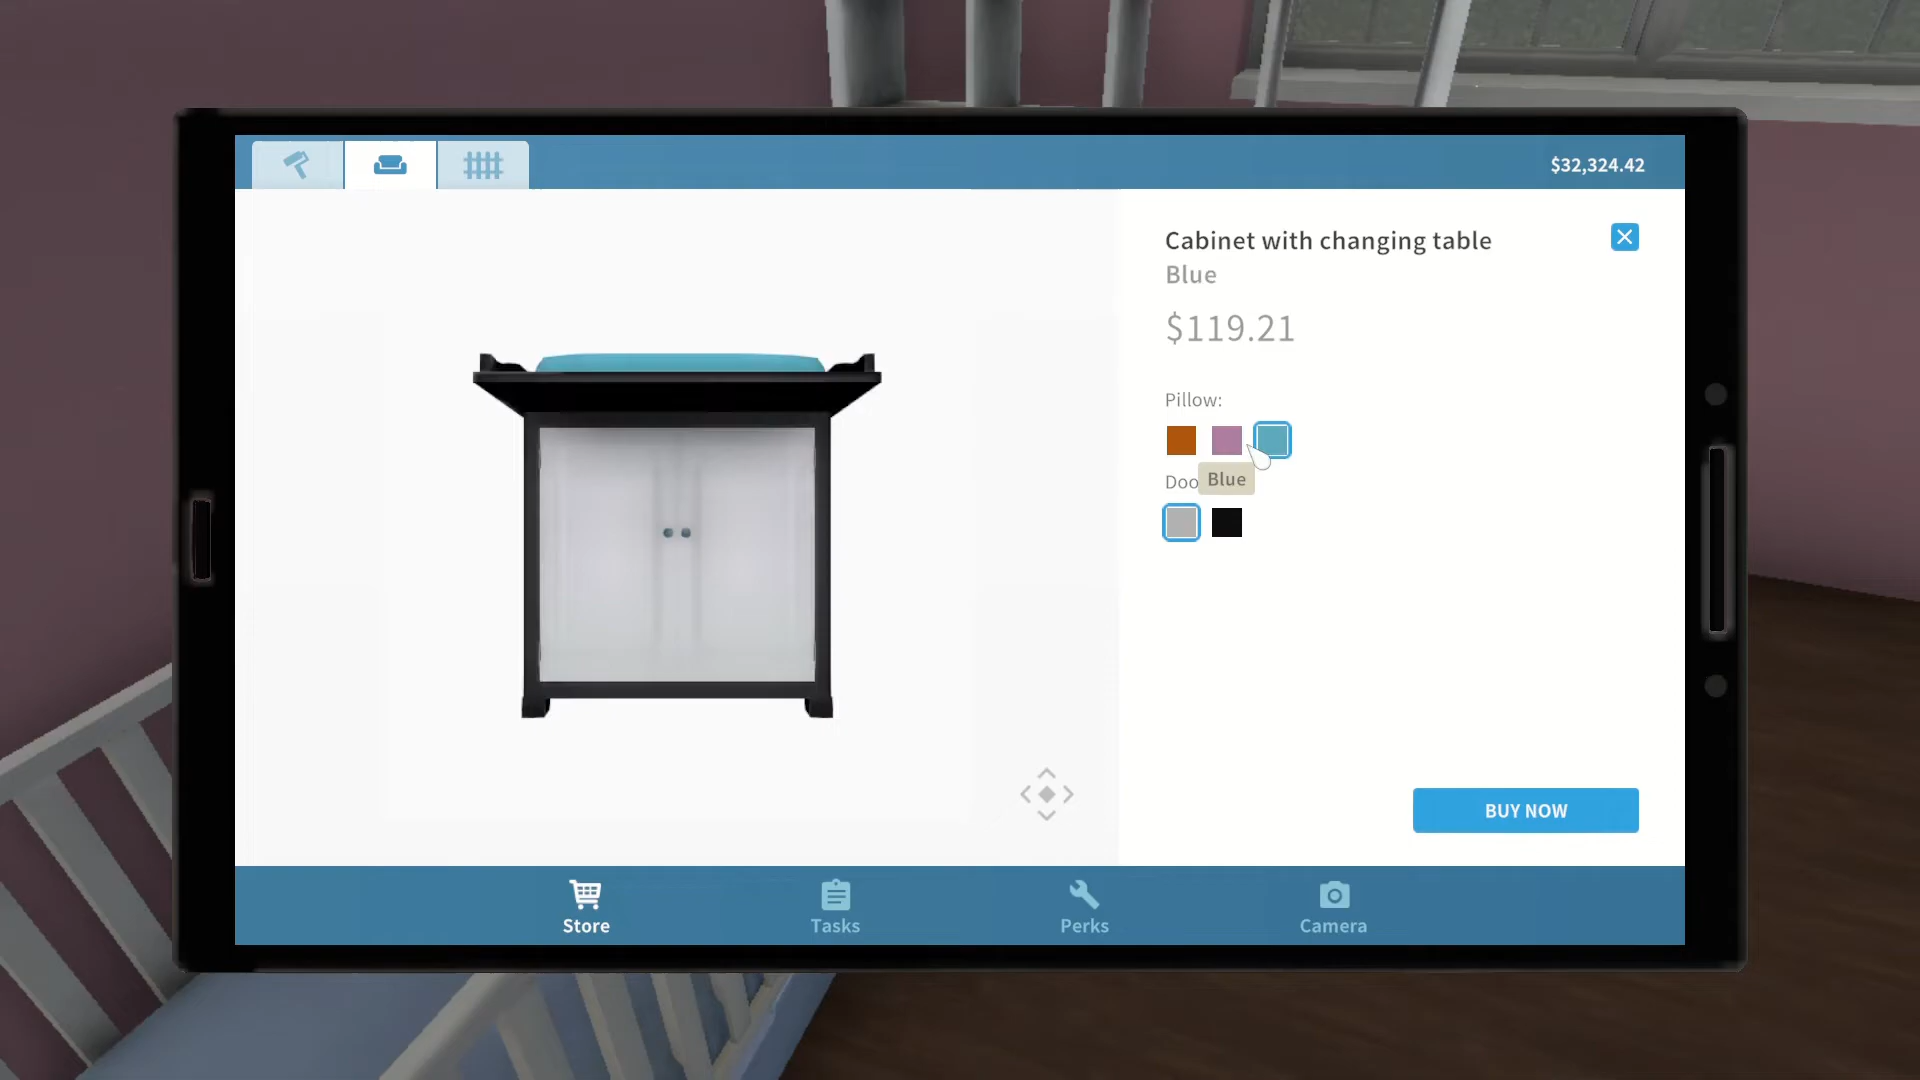 $32,324.42
Cabinet with changing table
Blue
$119.21
Pillow:
Blue
Doo
BUY NOW
Store
Tasks
Perks
Camera